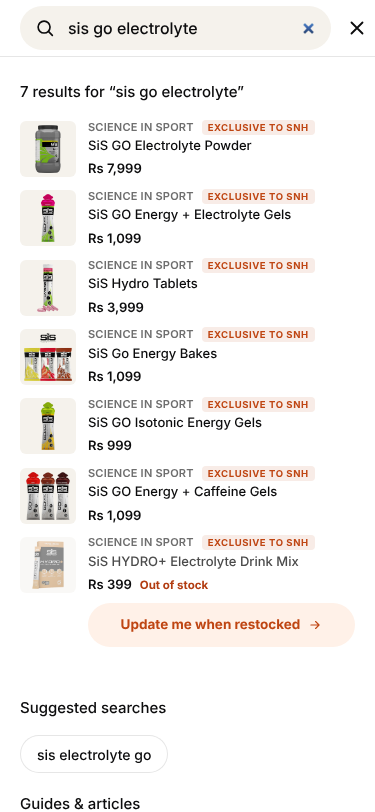 sis go electrolyte
7 results for “sis go electrolyte”
SCIENCE IN SPORT EXCLUSIVE TO SNH
SiS GO Electrolyte Powder
Rs 7,999
SCIENCE IN SPORT EXCLUSIVE TO SNH
SiS GO Energy + Electrolyte Gels
Rs 1,099
SCIENCE IN SPORT EXCLUSIVE TO SNH
SiS Hydro Tablets
Rs 3,999
SiS
SCIENCE IN SPORT EXCLUSIVE TO SNH
SiS Go Energy Bakes
Rs 1,099
SCIENCE IN SPORT EXCLUSIVE TO SNH
SiS GO Isotonic Energy Gels
Rs 999
SCIENCE IN SPORT EXCLUSIVE TO SNH
SiS GO Energy + Caffeine Gels
Rs 1,099
SCIENCE IN SPORT EXCLUSIVE TO SNH
SiS HYDRO+ Electrolyte Drink Mix
Rs 399 Out of stock
Update me when restocked →
Suggested searches
sis electrolyte go
Guides & articles